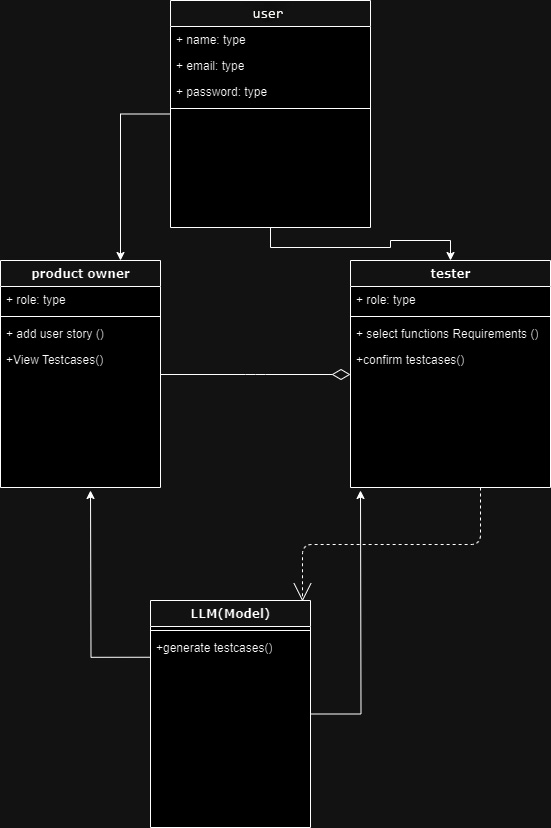 user
+ name: type
+ email: type
+ password: type
product owner
+ role: type
+ add user story ()
+View Testcases()
tester
+ role: type
+ select functions Requirements ()
+confirm testcases()
LLM(Model)
+generate testcases()